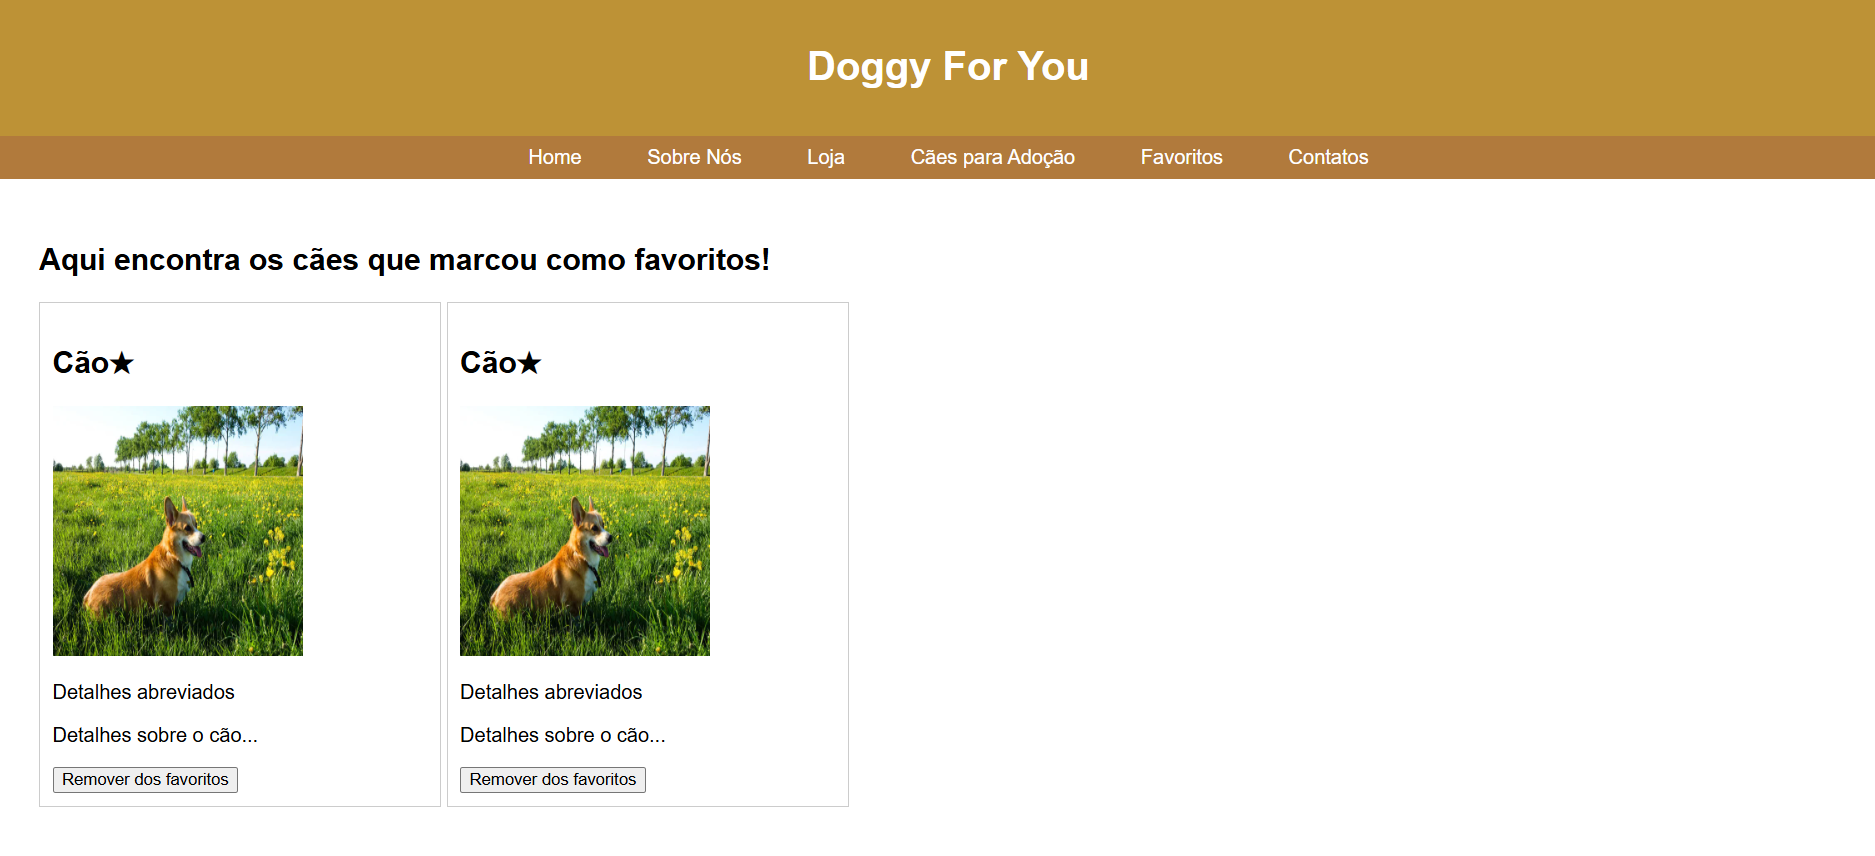 Doggy For You
Home Sobre Nós Loja Cães para Adoção Favoritos Contatos
Aqui encontra os cães que marcou como favoritos!
Cão★
Detalhes abreviados
Detalhes sobre o cão...
Remover dos favoritos
Cão★
Detalhes abreviados
Detalhes sobre o cão...
Remover dos favoritos